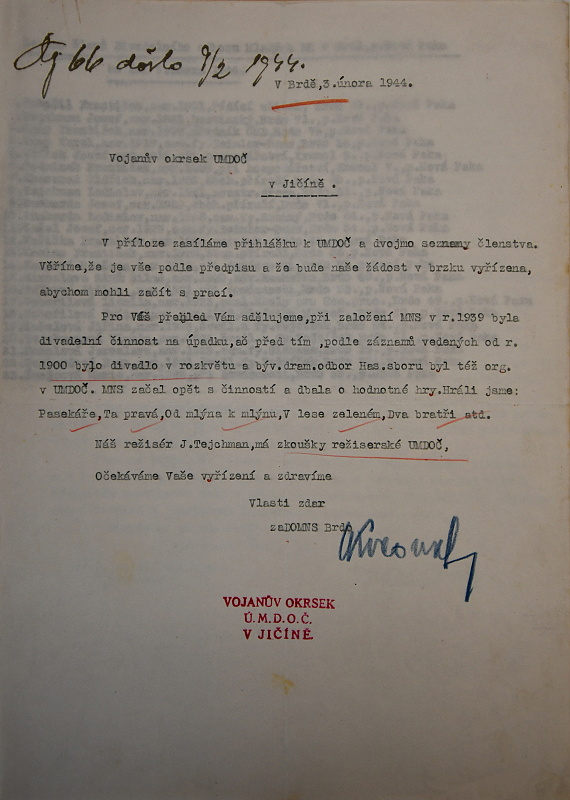 čj 66 došlo 9/2 1944.
V Brdě,3.února 1944.
Vojanův okrsek UMDOČ
v Jičíně .
V příloze zasíláme přihlášku k UMDOČ a dvojmo seznamy členstva.
Věříme,že je vše podle předpisu a že bude naše žádost v brzku vyřízena,
abychom mohli začít s prací.
Pro Váš přehled Vám sdělujeme,při založení MNS v r.1939 byla
divadelní činnost na úpadku,ač před tím ,podle záznamů vedených od r.
1900 bylo divadlo v rozkvětu a býv.dram.odbor Has.sboru byl též org.
v UMDOČ. MNS začal opět s činností a dbala o hodnotné hry.Hráli jsme:
Pasekáře,Ta pravá,Od mlýna k mlýnu,V lese zeleném,Dva bratři atd.
Náš režisér J.Tejchman,má zkoušky režiserské UMDOČ,
Očekáváme Vaše vyřízení a zdravíme
Vlasti zdar
zaDOMNS Brdě
VOJANŮV OKRSEK
Ú.M.D.O.Č.
V JIČÍNĚ.